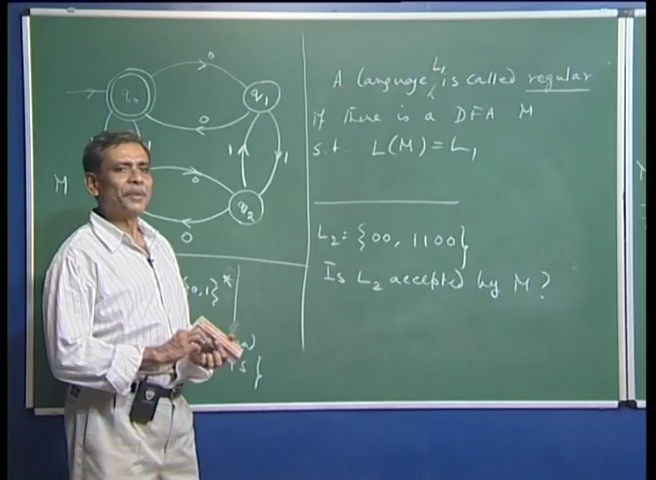 0
q₀
q₁
A language L₁ is called regular
0
if there is a DFA M
1
1
s.t. L(M) = L₁
M
0
q₂
0
L₂ = {00, 1100}
Is L₂ accepted by M?
0,1}*